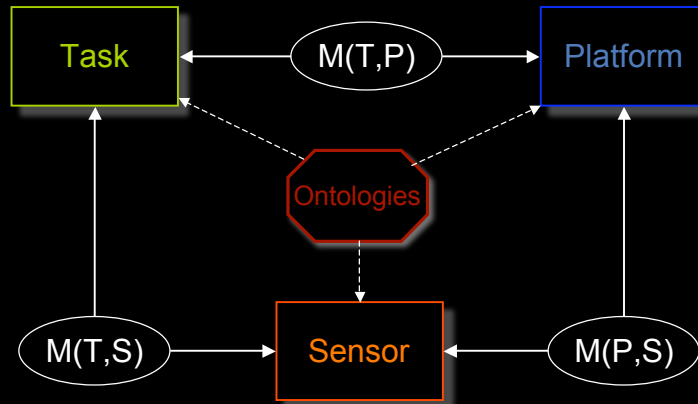 Task
M(T,P)
Platform
Ontologies
M(T,S)
Sensor
M(P,S)